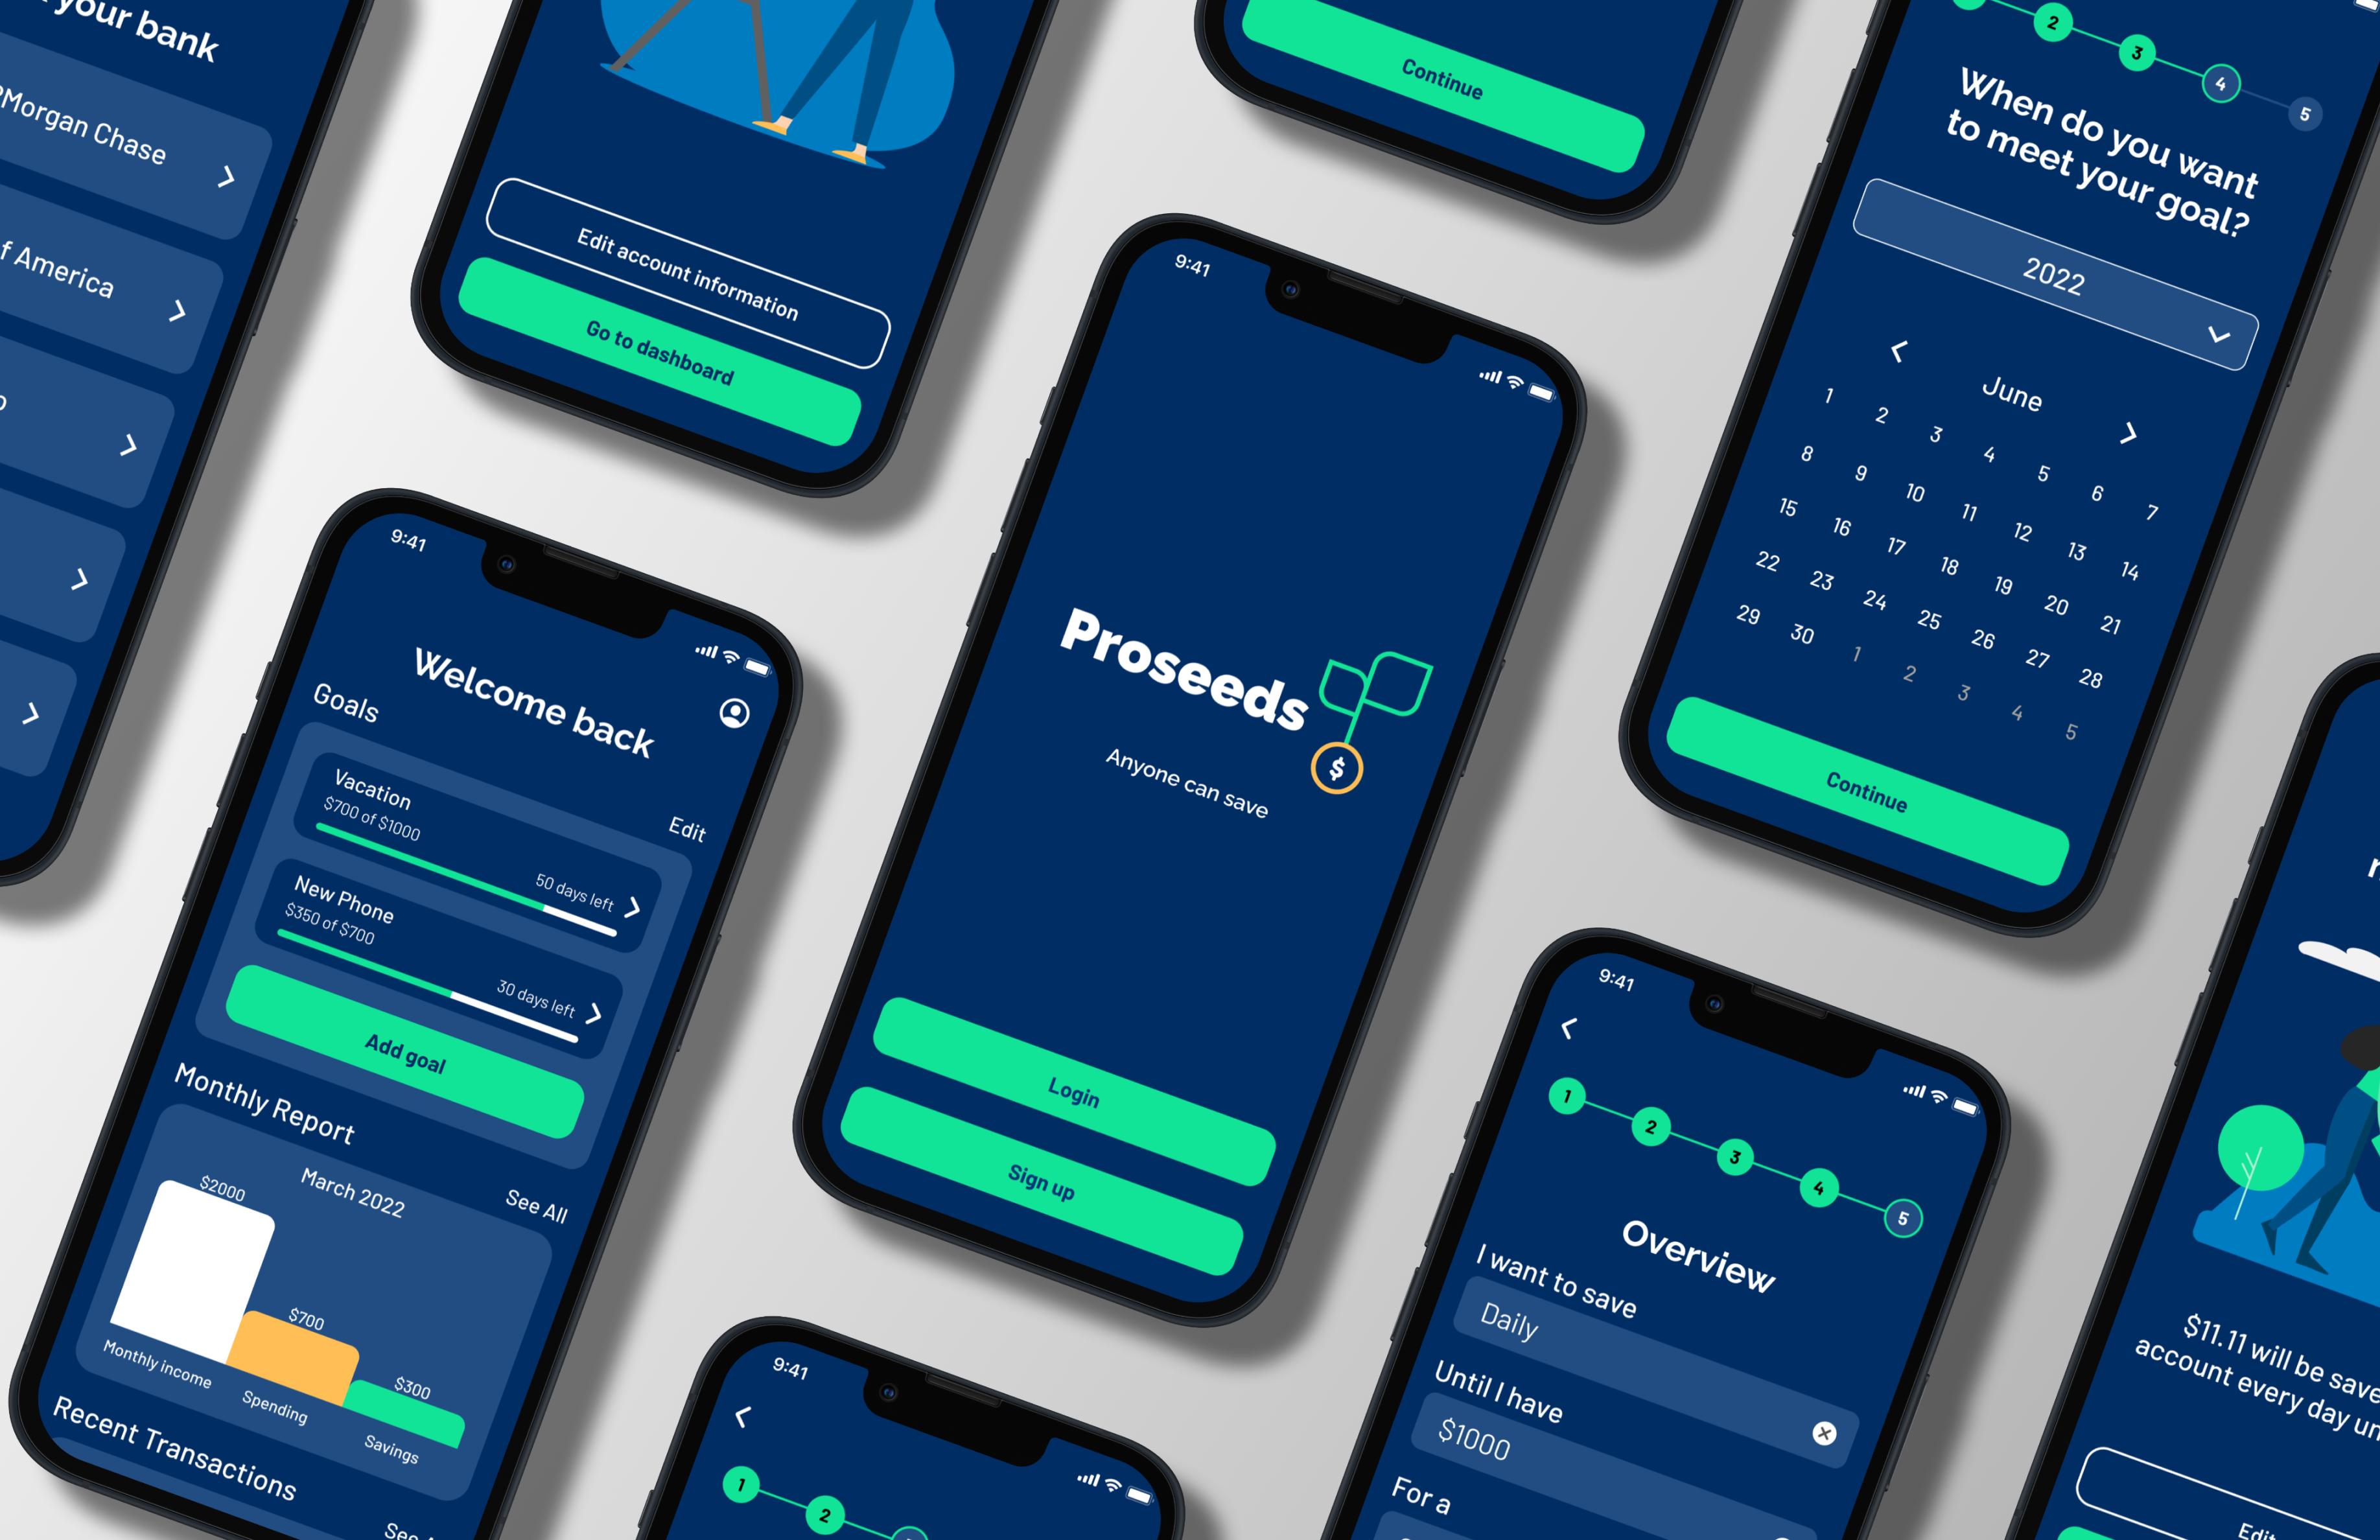 your bank
Morgan Chase
of America
Edit account information
Go to dashboard
Continue
2
3
4
5
When do you want
to meet your goal?
2022
June
1 2 3 4 5 6 7
8 9 10 11 12 13 14
15 16 17 18 19 20 21
22 23 24 25 26 27 28
29 30 1 2 3 4 5
Continue
9:41
Welcome back
Goals
Edit
Vacation
$700 of $1000
50 days left
New Phone
$350 of $700
30 days left
Add goal
Monthly Report
See All
March 2022
$2000
$700
$300
Monthly income
Spending
Savings
Recent Transactions
See
9:41
Proseeds
$
Anyone can save
Login
Sign up
9:41
1
2
9:41
1
2
3
4
5
Overview
I want to save
Daily
Until I have
$1000
For a
$11.11 will be save
account every day un
Edit